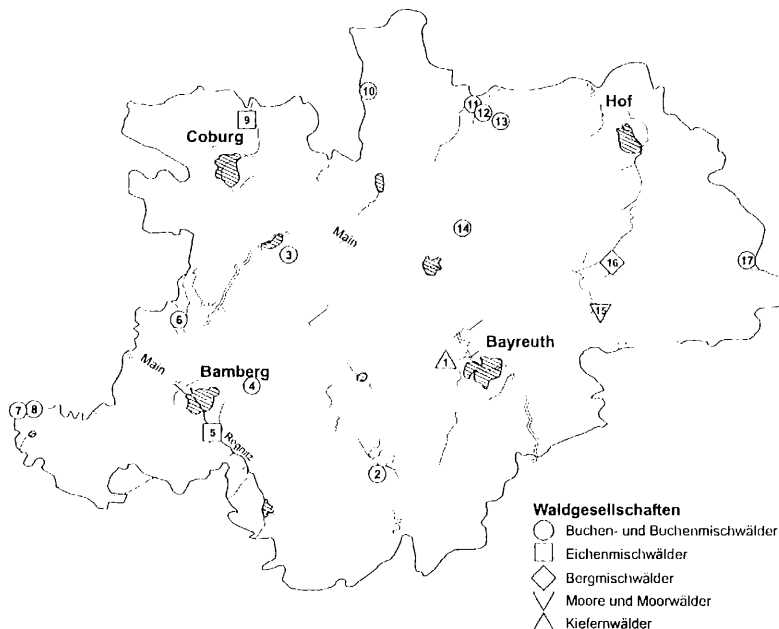 10
Hof
11
12
13
9
Coburg
14
Main
3
17
16
15
6
Bayreuth
1
Main
Bamberg
4
7
8
5
Regnitz
2
Waldgesellschaften
Buchen- und Buchenmischwälder
Eichenmischwälder
Bergmischwälder
Moore und Moorwälder
Kiefernwälder